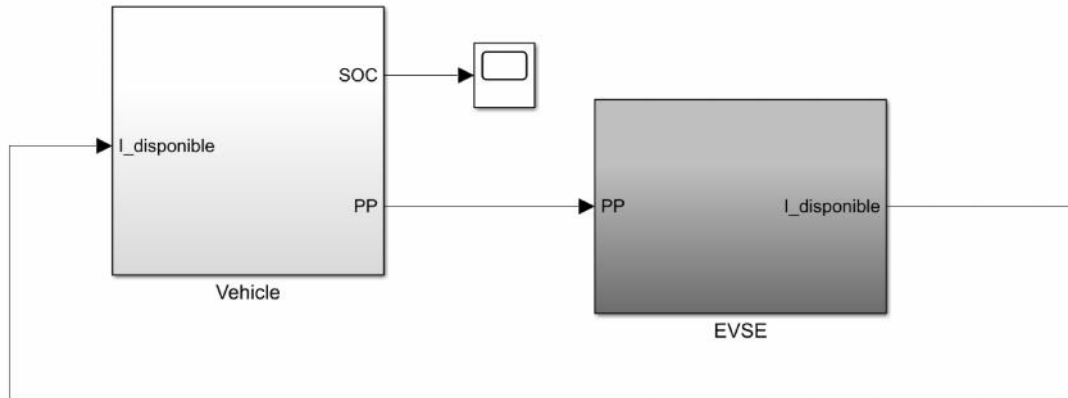 SOC
I_disponible
PP
Vehicle
PP
I_disponible
EVSE